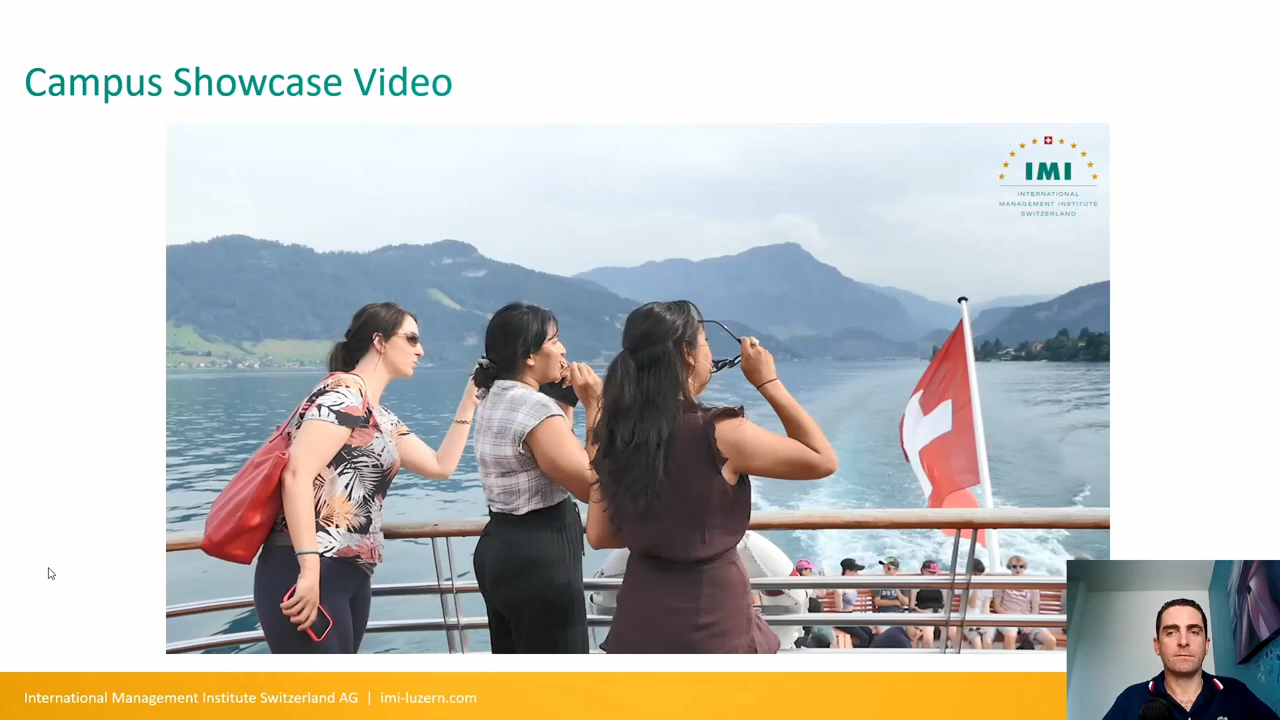 Campus Showcase Video
IMI
INTERNATIONAL
MANAGEMENT INSTITUTE
SWITZERLAND
International Management Institute Switzerland AG | imi-luzern.com